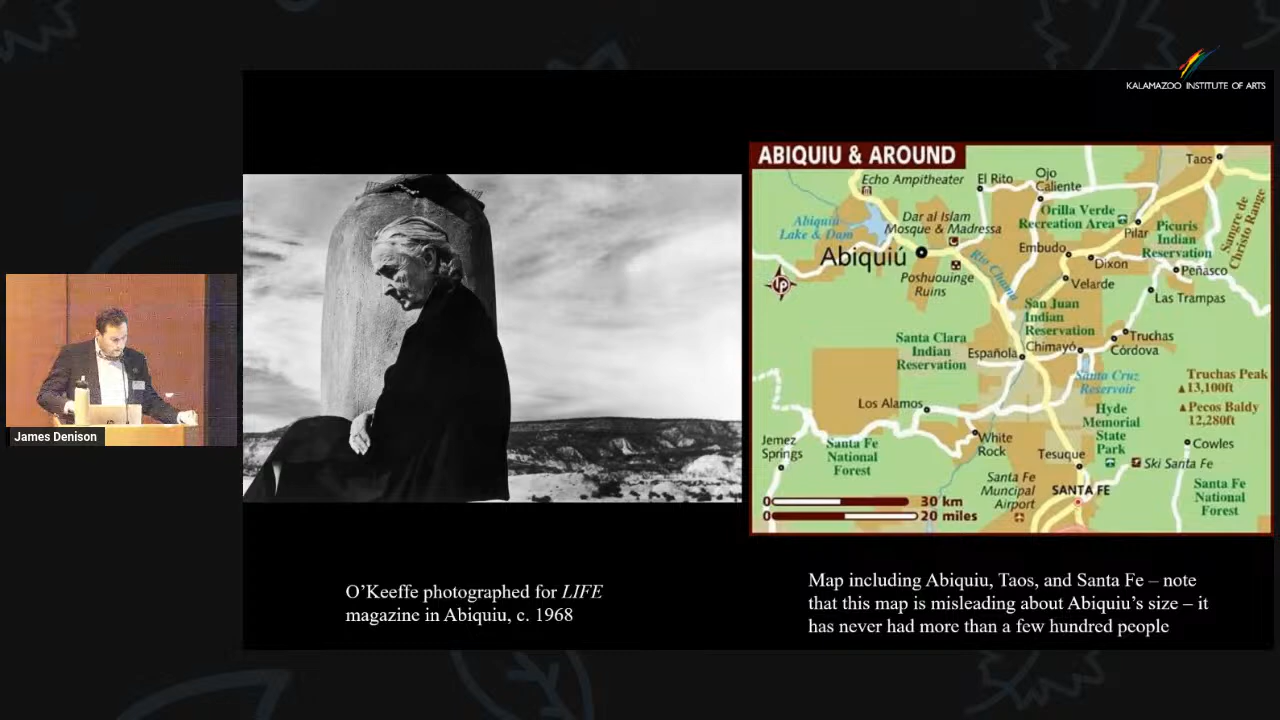 KALAMAZOO INSTITUTE OF ARTS
James Denison
O'Keeffe photographed for LIFE
magazine in Abiquiu, c. 1968
ABIQUIU & AROUND
Echo Ampitheater
El Rito
Ojo
Caliente
Taos
Abiquiu
Lake & Dam
Dar al Islam
Mosque & Madressa
Orilla Verde
Recreation Area
Pilar
Picuris
Indian
Reservation
Sangre de
Christo Range
Abiquiú
Poshuouinge
Ruins
Rio Chama
Embudo
Dixon
Velarde
Peñasco
Las Trampas
San Juan
Indian
Reservation
Santa Clara
Indian
Reservation
Española
Chimayó
Truchas
Córdova
Santa Cruz
Reservoir
Truchas Peak
13,100ft
Pecos Baldy
12,280ft
Los Alamos
White
Rock
Hyde
Memorial
State
Park
Jemez
Springs
Santa Fe
National
Forest
Tesuque
Cowles
Ski Santa Fe
Santa Fe
Muncipal
Airport
SANTA FE
Santa Fe
National
Forest
0 30 km
0 20 miles
Map including Abiquiu, Taos, and Santa Fe – note
that this map is misleading about Abiquiu's size – it
has never had more than a few hundred people